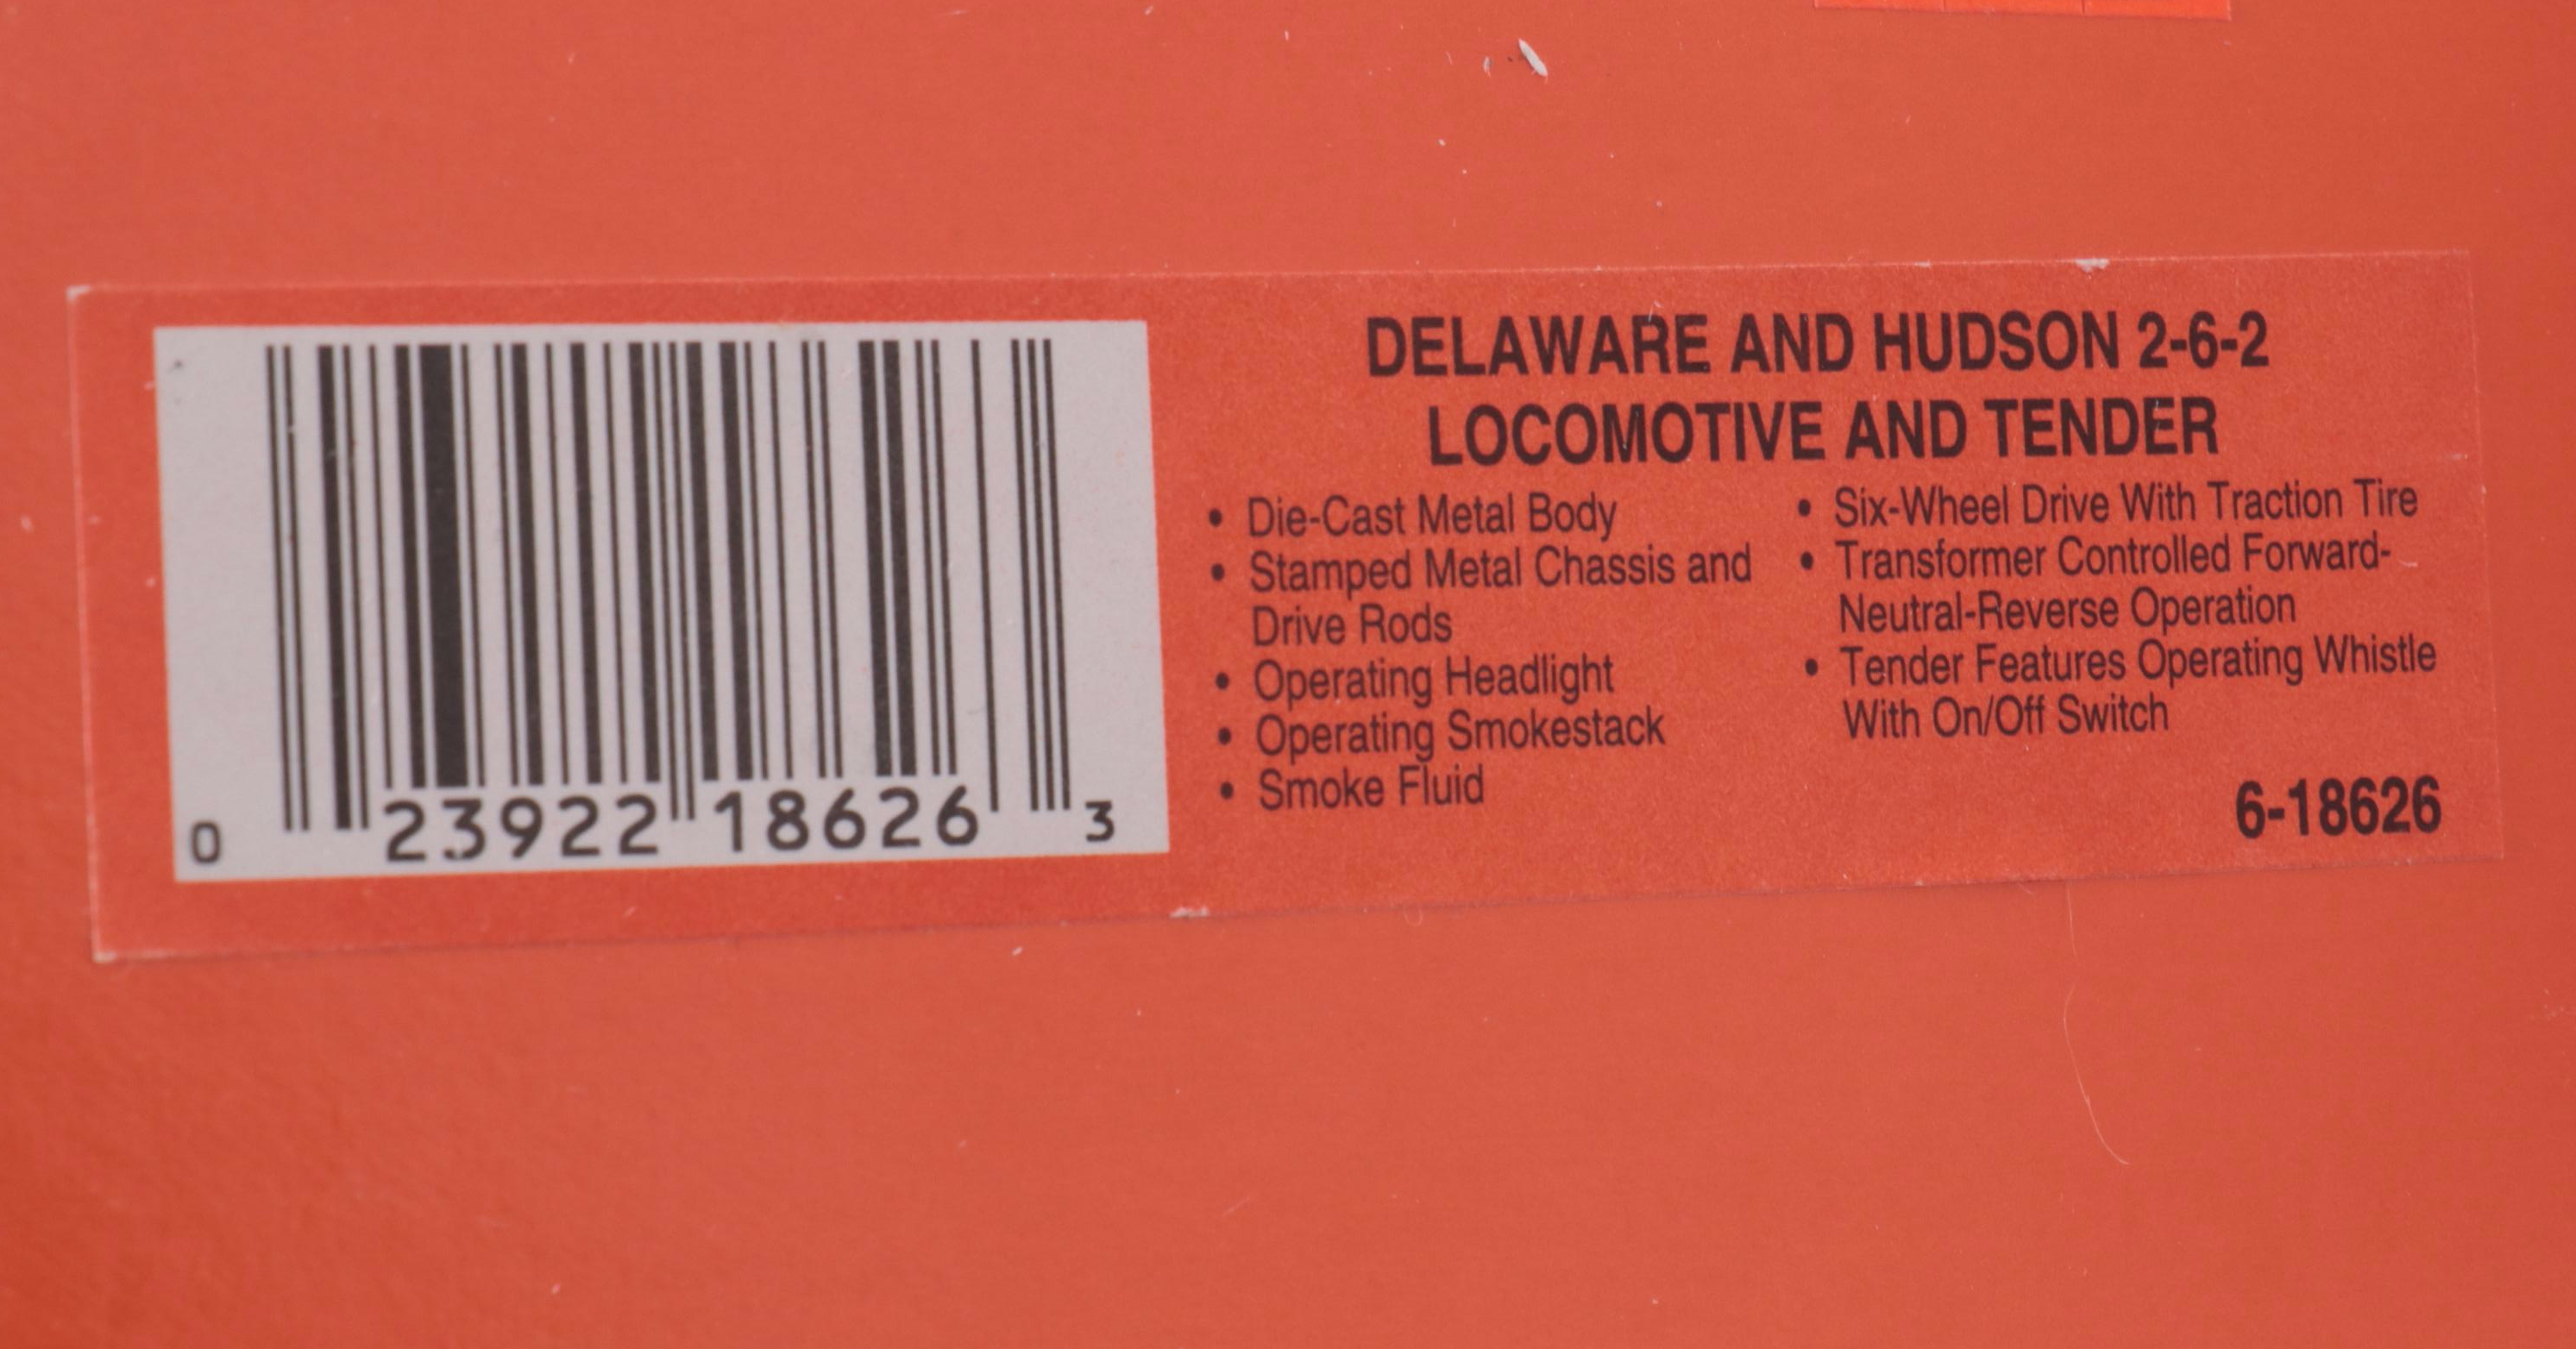 DELAWARE AND HUDSON 2-6-2
LOCOMOTIVE AND TENDER
• Die-Cast Metal Body
• Stamped Metal Chassis and
Drive Rods
• Operating Headlight
• Operating Smokestack
• Smoke Fluid
• Six-Wheel Drive With Traction Tire
• Transformer Controlled Forward-
Neutral-Reverse Operation
• Tender Features Operating Whistle
With On/Off Switch
6-18626
0 23922 18626 3